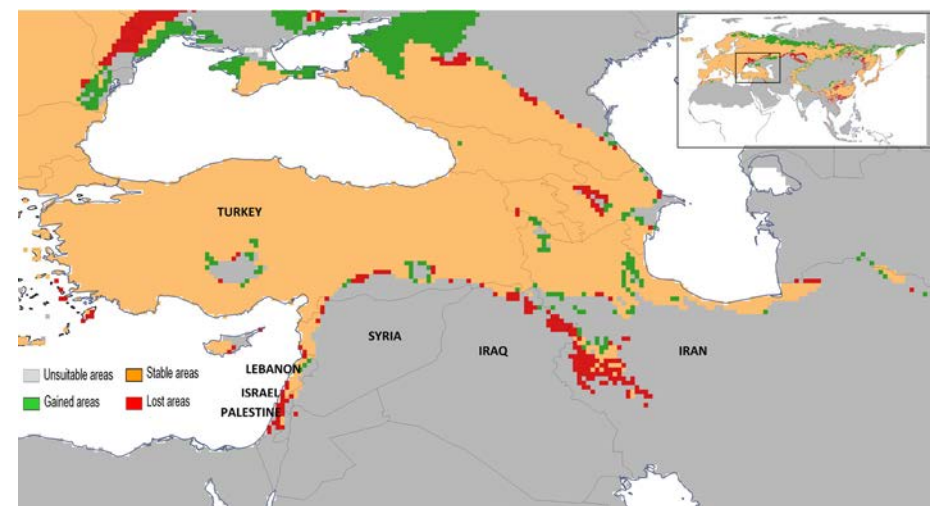 TURKEY
SYRIA
IRAQ
IRAN
LEBANON
ISRAEL
PALESTINE
Unsuitable areas
Stable areas
Gained areas
Lost areas